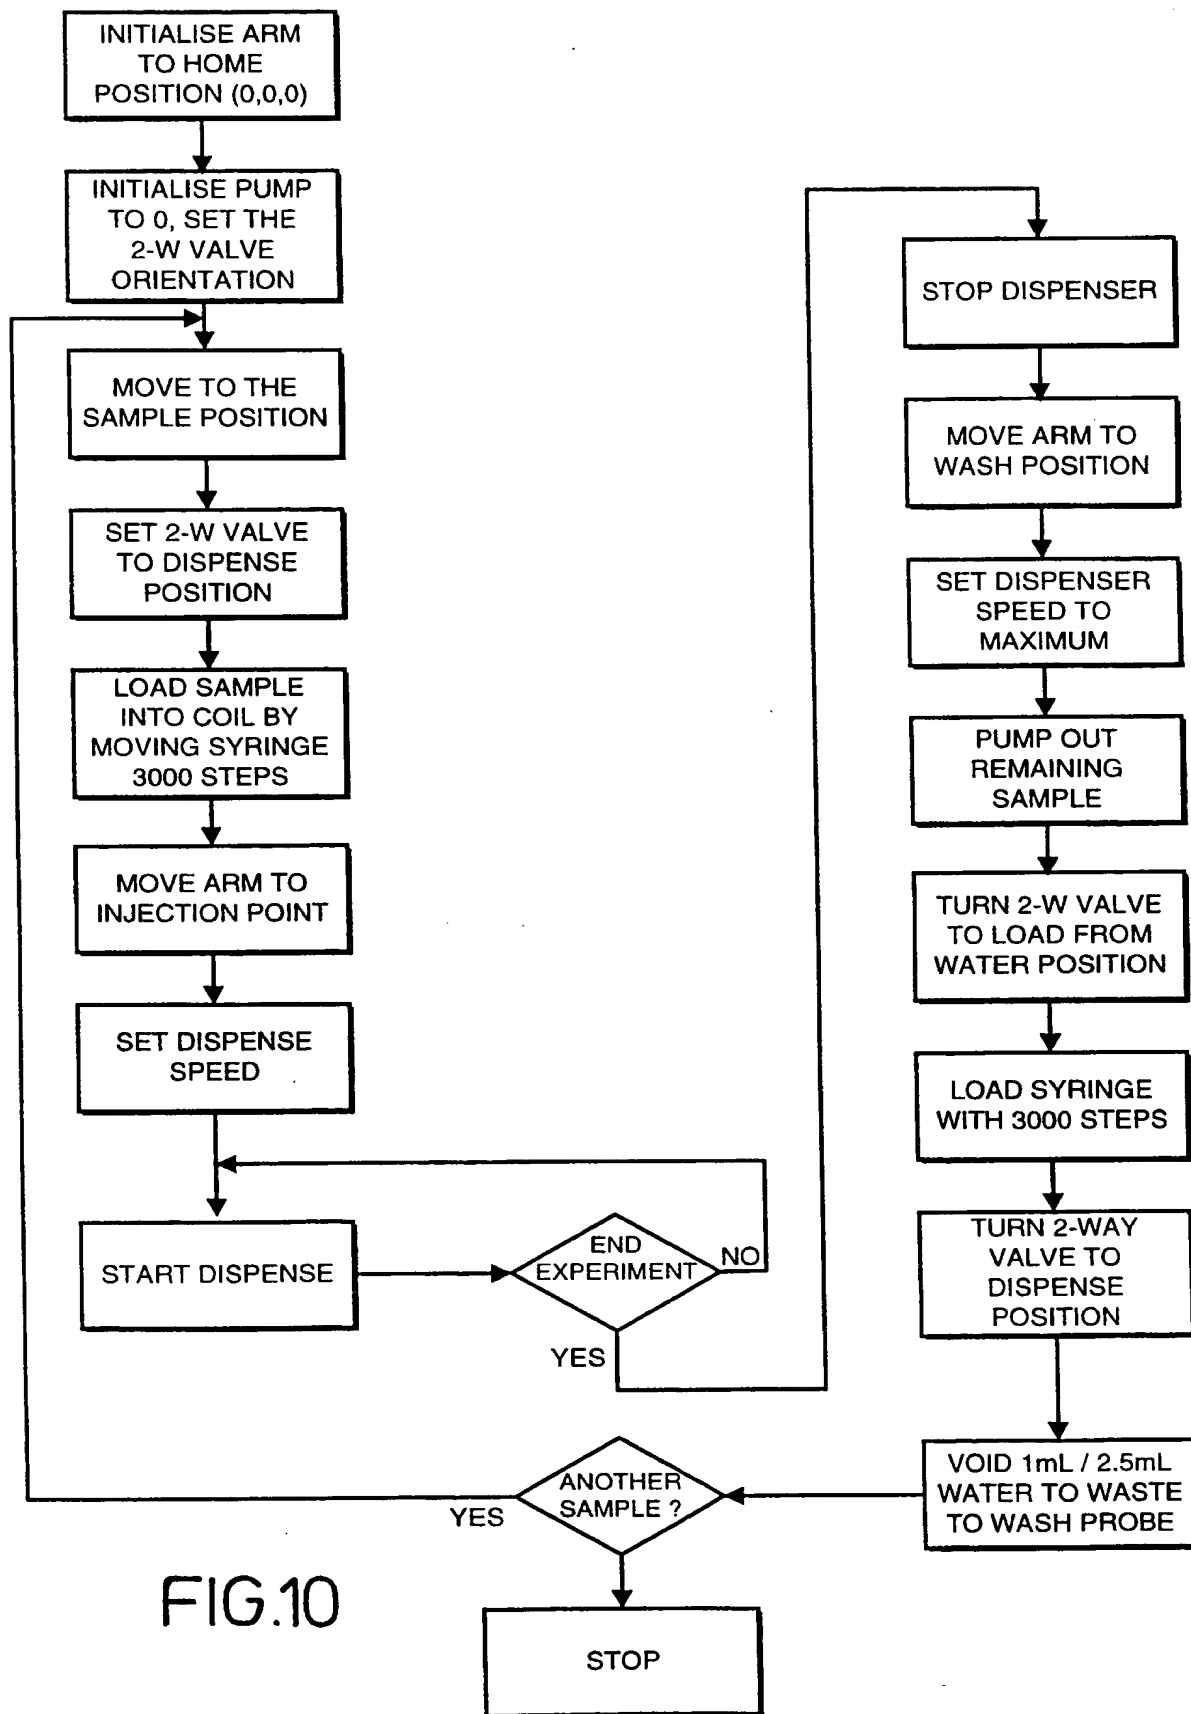 INITIALISE ARM
TO HOME
POSITION (0,0,0)
INITIALISE PUMP
TO 0, SET THE
2-W VALVE
ORIENTATION
MOVE TO THE
SAMPLE POSITION
SET 2-W VALVE
TO DISPENSE
POSITION
LOAD SAMPLE
INTO COIL BY
MOVING SYRINGE
3000 STEPS
MOVE ARM TO
INJECTION POINT
SET DISPENSE
SPEED
START DISPENSE
END
EXPERIMENT
NO
YES
STOP DISPENSER
MOVE ARM TO
WASH POSITION
SET DISPENSER
SPEED TO
MAXIMUM
PUMP OUT
REMAINING
SAMPLE
TURN 2-W VALVE
TO LOAD FROM
WATER POSITION
LOAD SYRINGE
WITH 3000 STEPS
TURN 2-WAY
VALVE TO
DISPENSE
POSITION
VOID 1mL / 2.5mL
WATER TO WASTE
TO WASH PROBE
ANOTHER
SAMPLE ?
YES
STOP
FIG.10